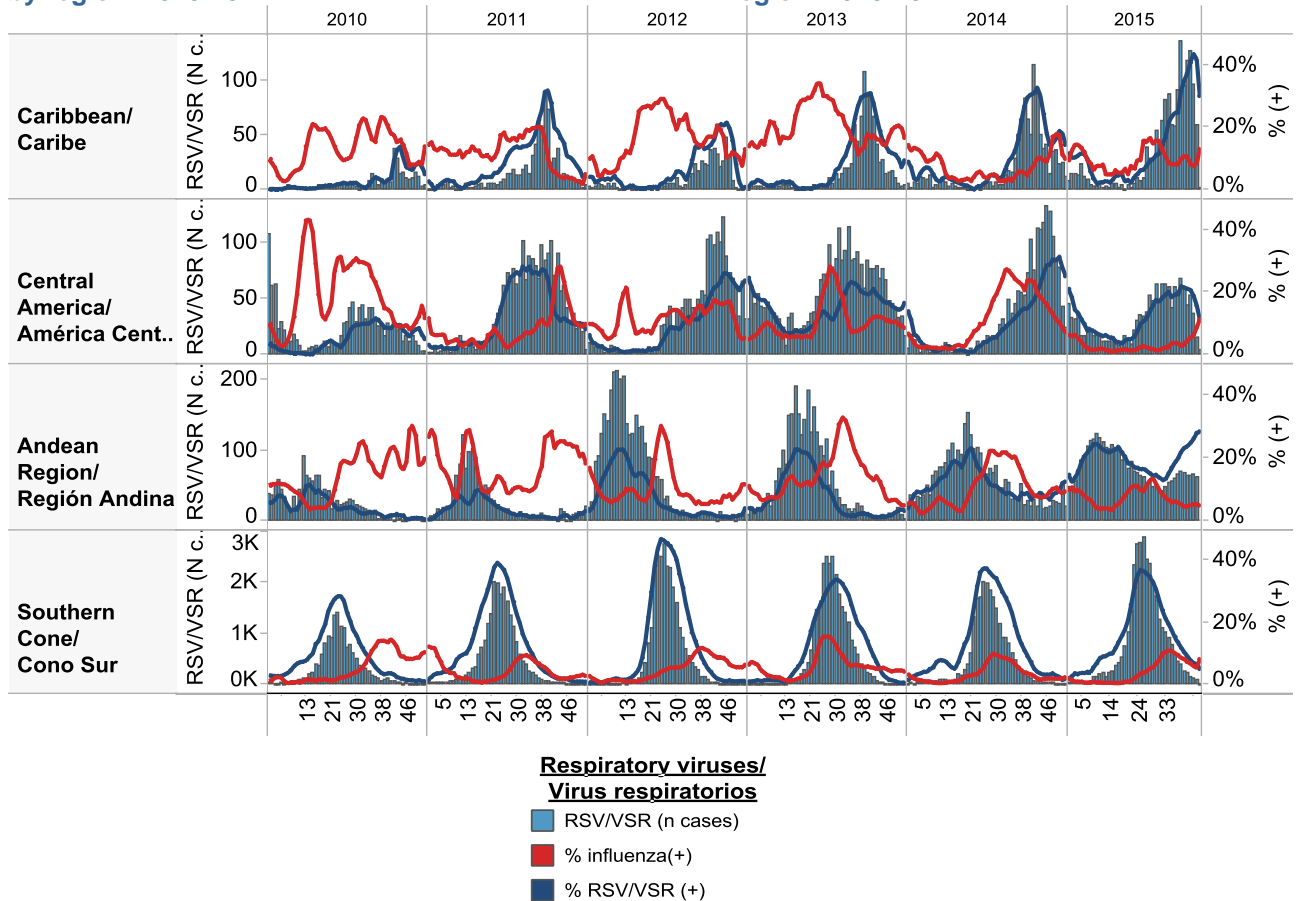 2010 2011 2012 2013 2014 2015
Caribbean/
Caribe
RSV/VSR (N c..
100
50
0
40%
20%
0%
% (+)
Central
America/
América Cent..
RSV/VSR (N c..
100
50
0
40%
20%
0%
% (+)
Andean
Region/
Región Andina
RSV/VSR (N c..
200
100
0
40%
20%
0%
% (+)
Southern
Cone/
Cono Sur
RSV/VSR (N c..
3K
2K
1K
0K
40%
20%
0%
% (+)
13 21 30 38 46 5 13 21 30 38 46 13 21 30 38 46 13 21 30 38 46 5 13 21 30 38 46 5 14 24 33
Respiratory viruses/
Virus respiratorios
RSV/VSR (n cases)
% influenza(+)
% RSV/VSR (+)